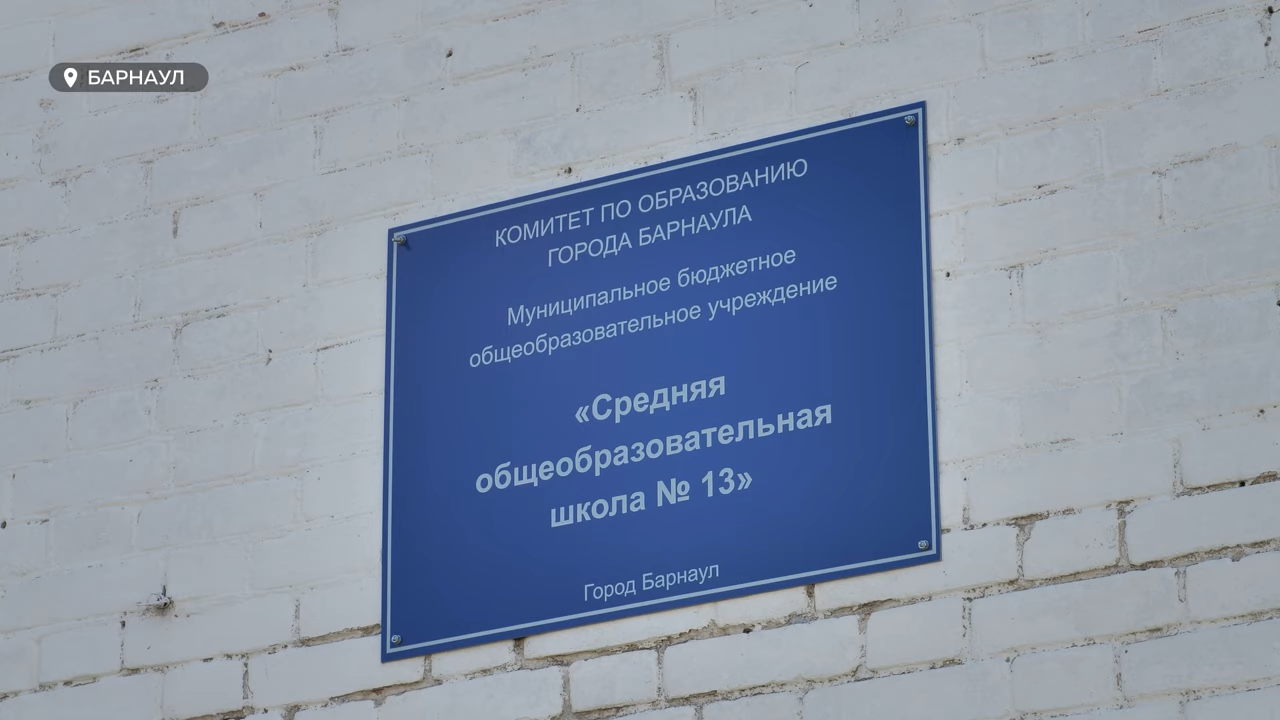 БАРНАУЛ
КОМИТЕТ ПО ОБРАЗОВАНИЮ
ГОРОДА БАРНАУЛА
Муниципальное бюджетное
общеобразовательное учреждение
«Средняя
общеобразовательная
школа № 13»
Город Барнаул